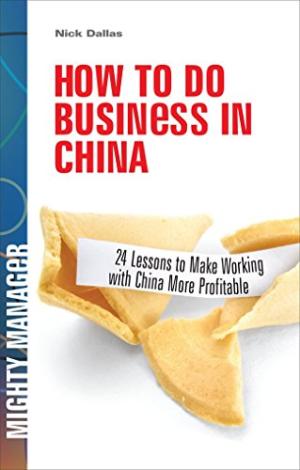 Nick Dallas
HOW TO DO
BUSINeSS IN
CHINA
24 Lessons to Make Working
with China More Profitable
MIGHTY MANAGER